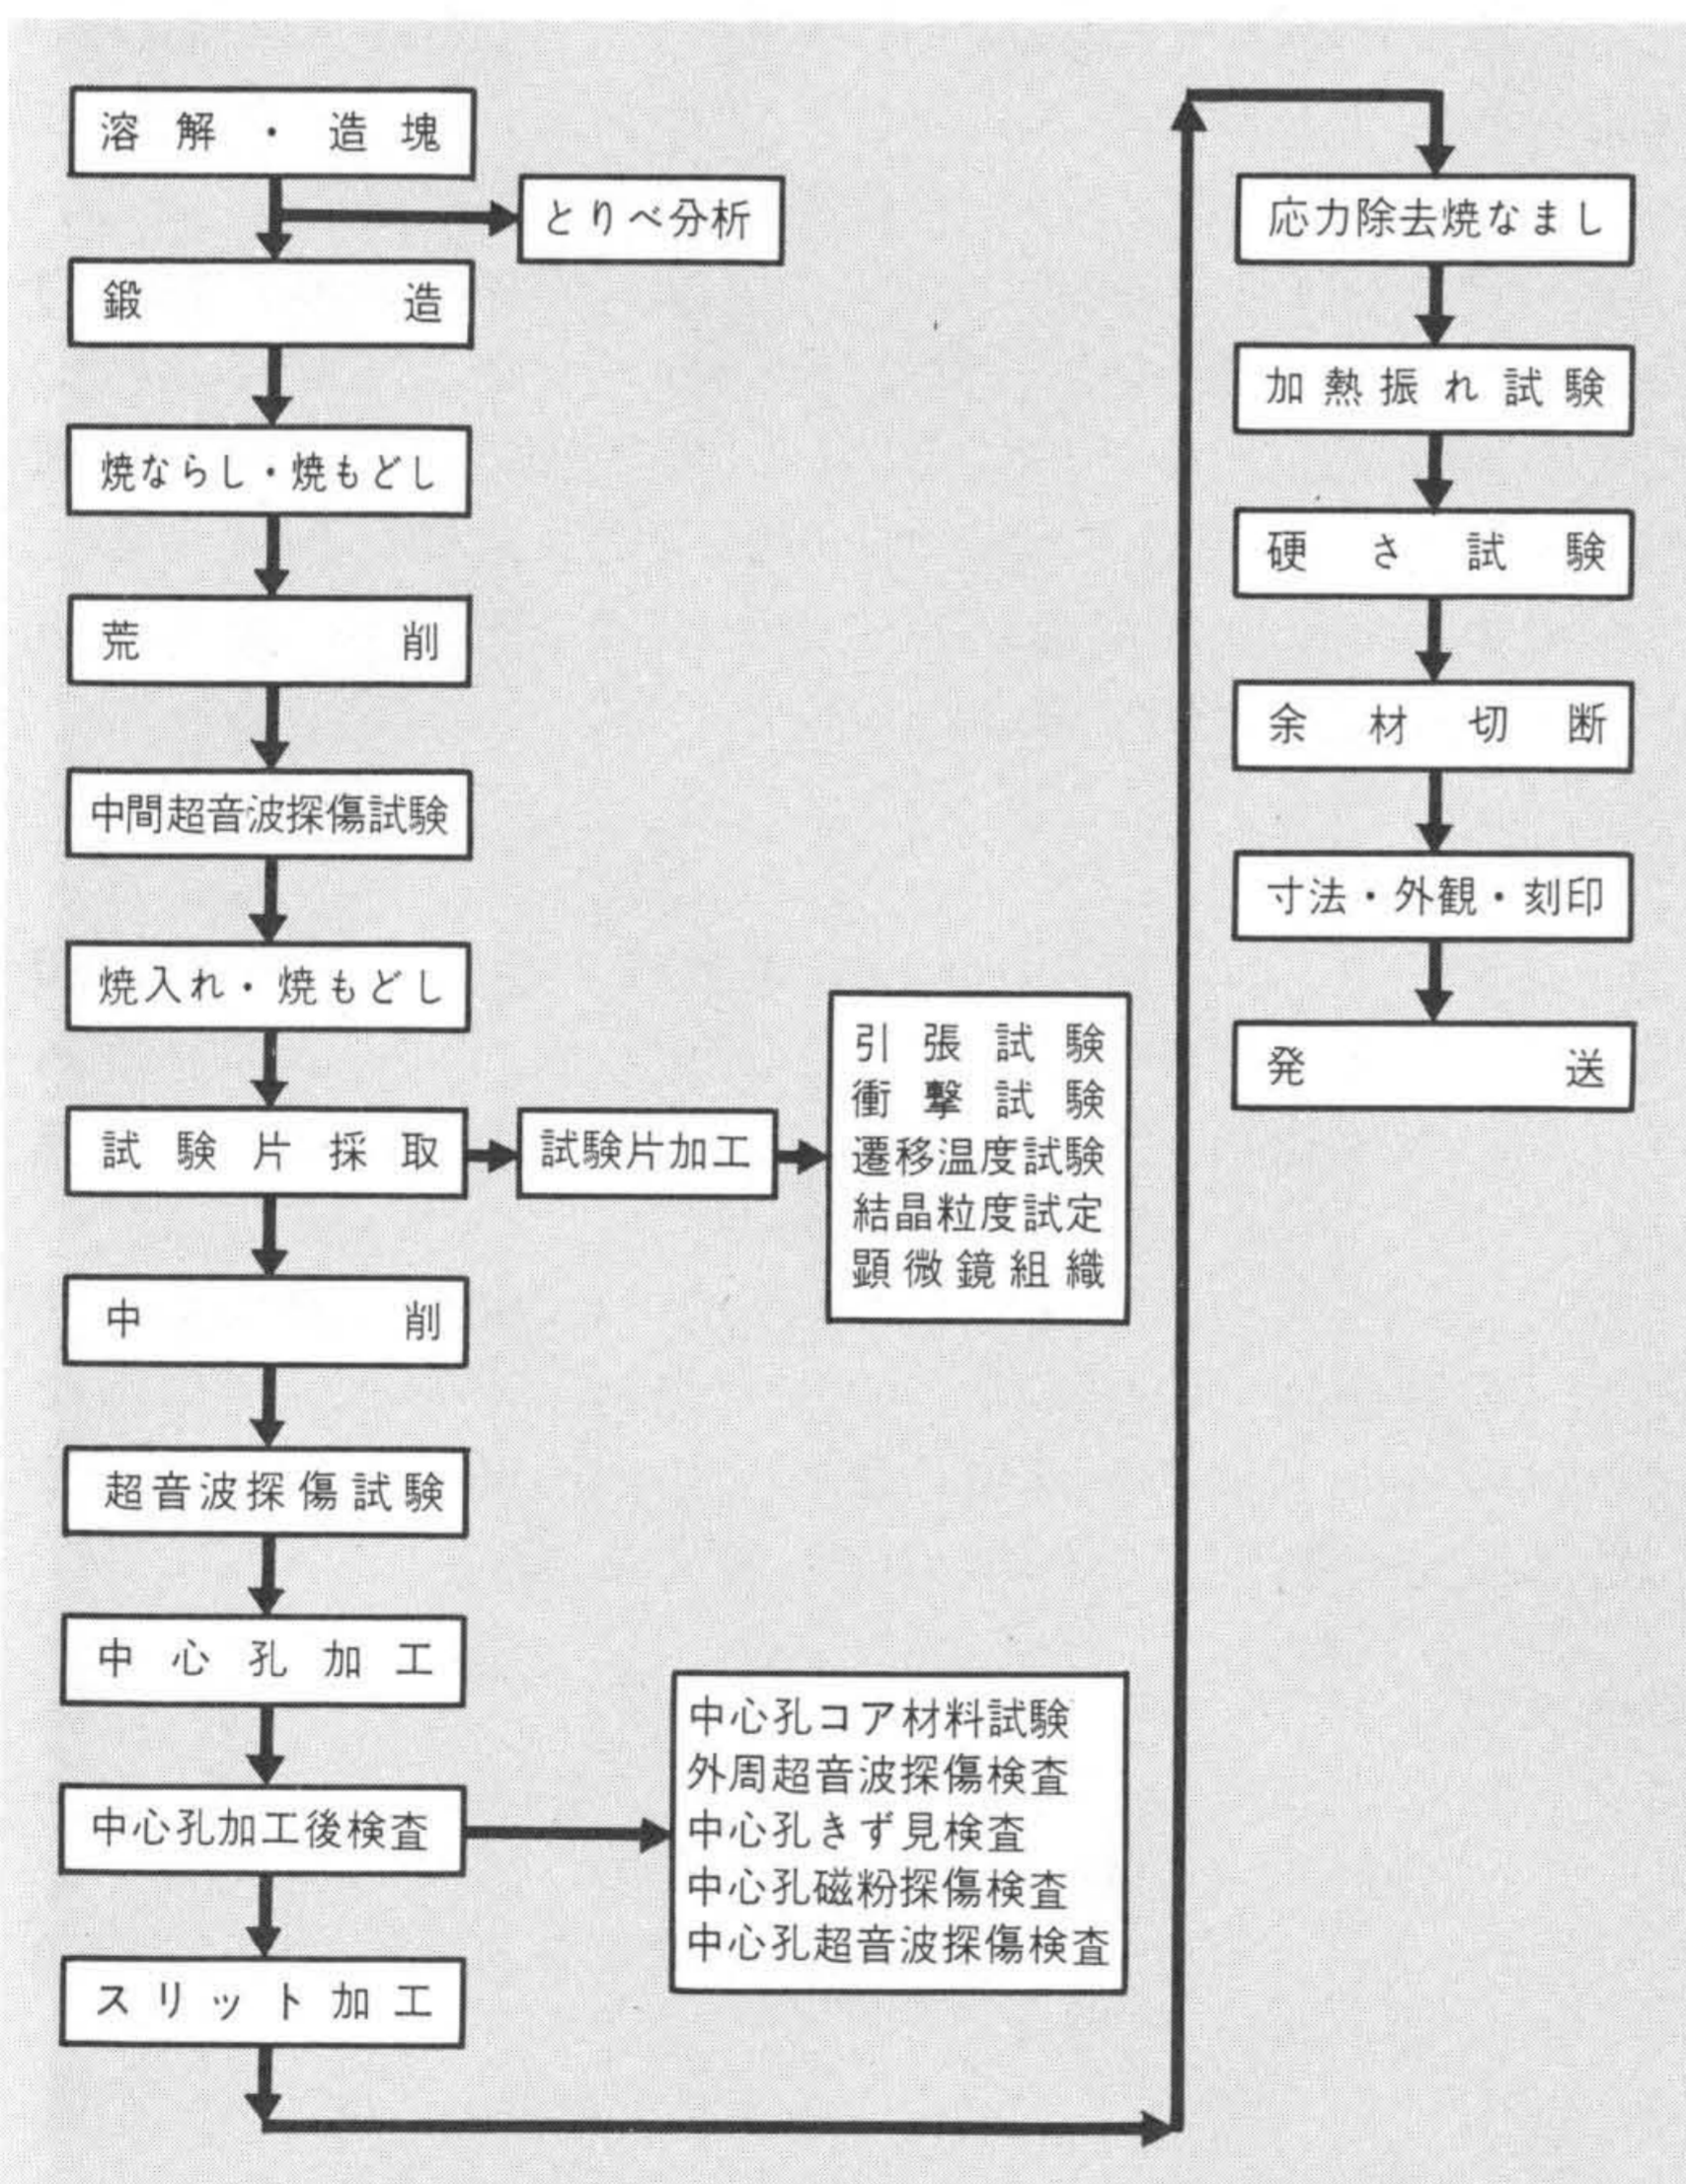 溶解・造塊
とりべ分析
鍛造
焼ならし・焼もどし
荒削
中間超音波探傷試験
焼入れ・焼もどし
試験片採取
試験片加工
引張試験
衝撃試験
遷移温度試験
結晶粒度試定
顕微鏡組織
中削
超音波探傷試験
中心孔加工
中心孔加工後検査
中心孔コア材料試験
外周超音波探傷検査
中心孔きず見検査
中心孔磁粉探傷検査
中心孔超音波探傷検査
スリット加工
応力除去焼なまし
加熱振れ試験
硬さ試験
余材切断
寸法・外観・刻印
発送